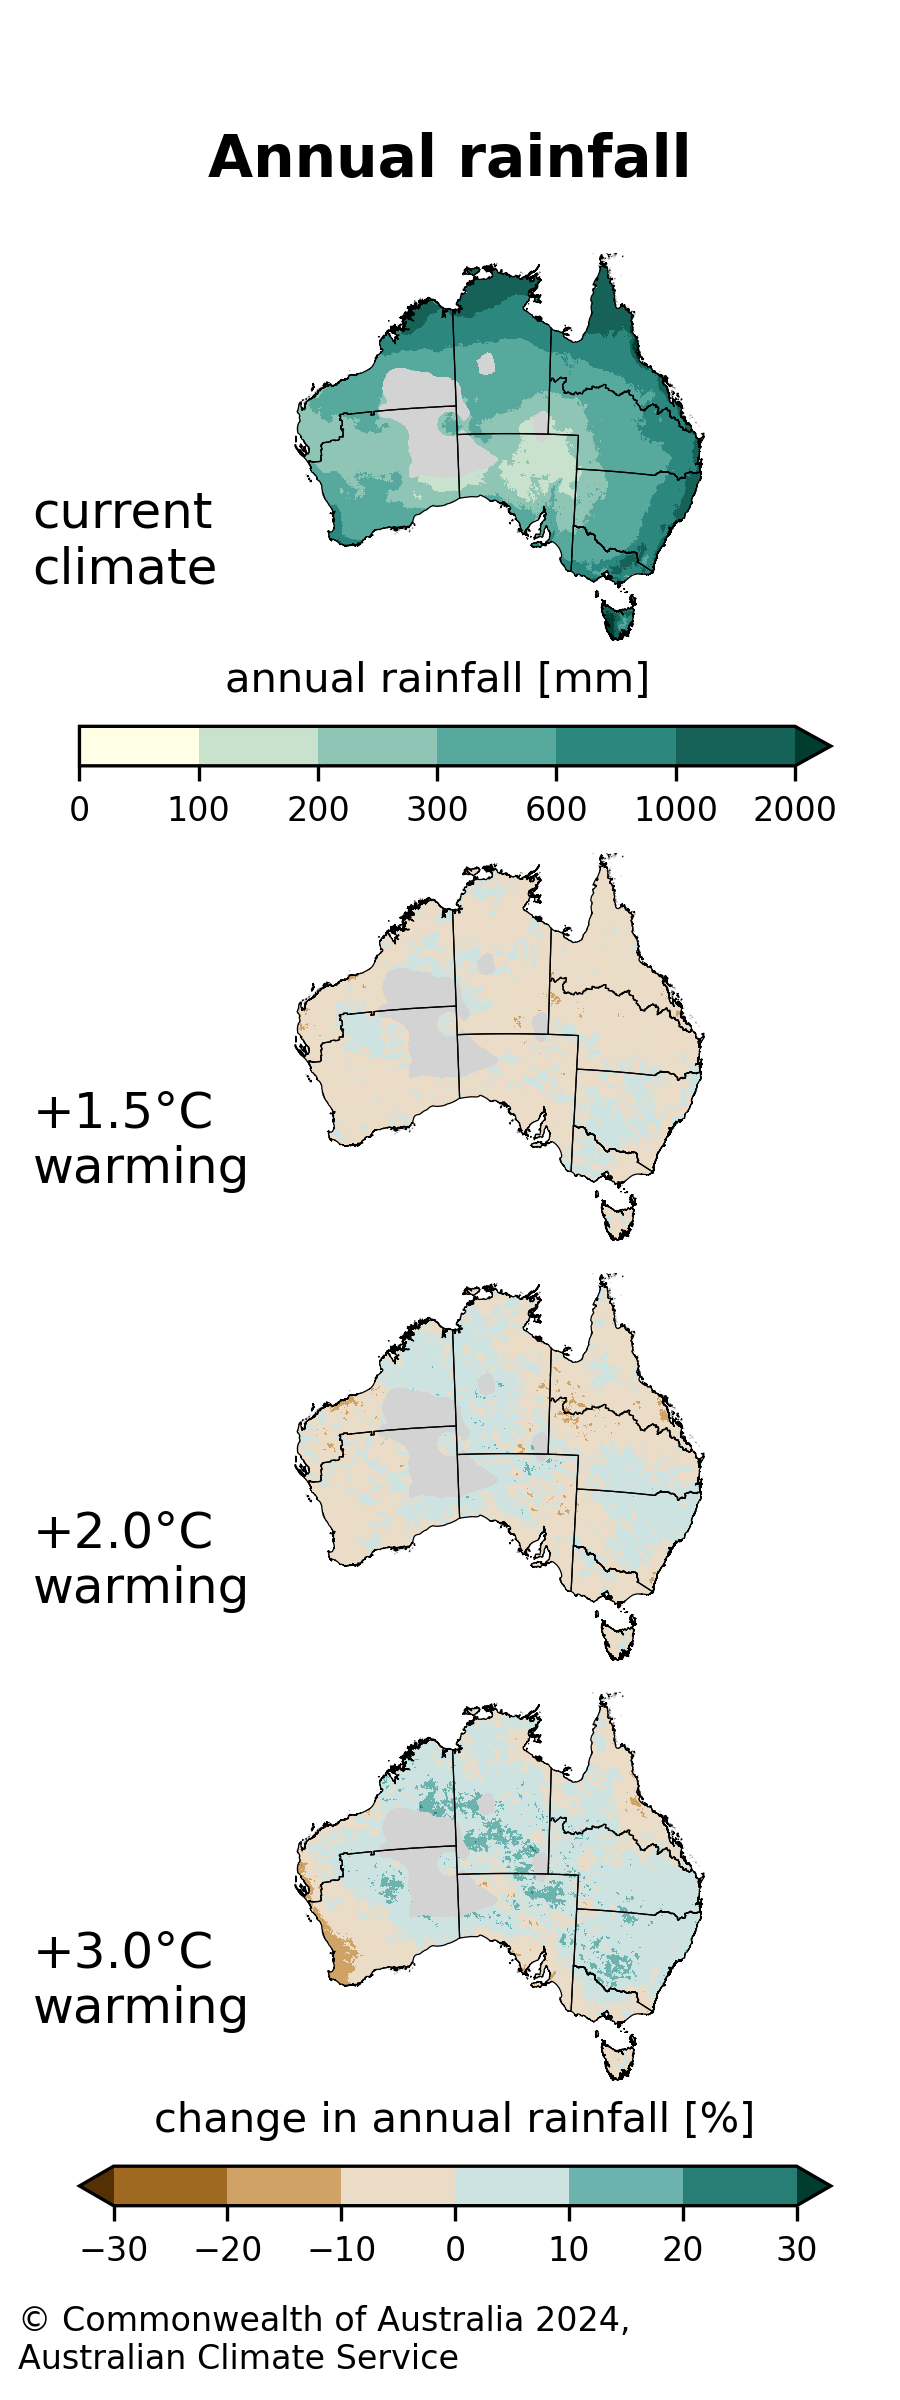 Annual rainfall
current
climate
annual rainfall [mm]
0 100 200 300 600 1000 2000
+1.5°C
warming
+2.0°C
warming
+3.0°C
warming
change in annual rainfall [%]
−30 −20 −10 0 10 20 30
© Commonwealth of Australia 2024,
Australian Climate Service